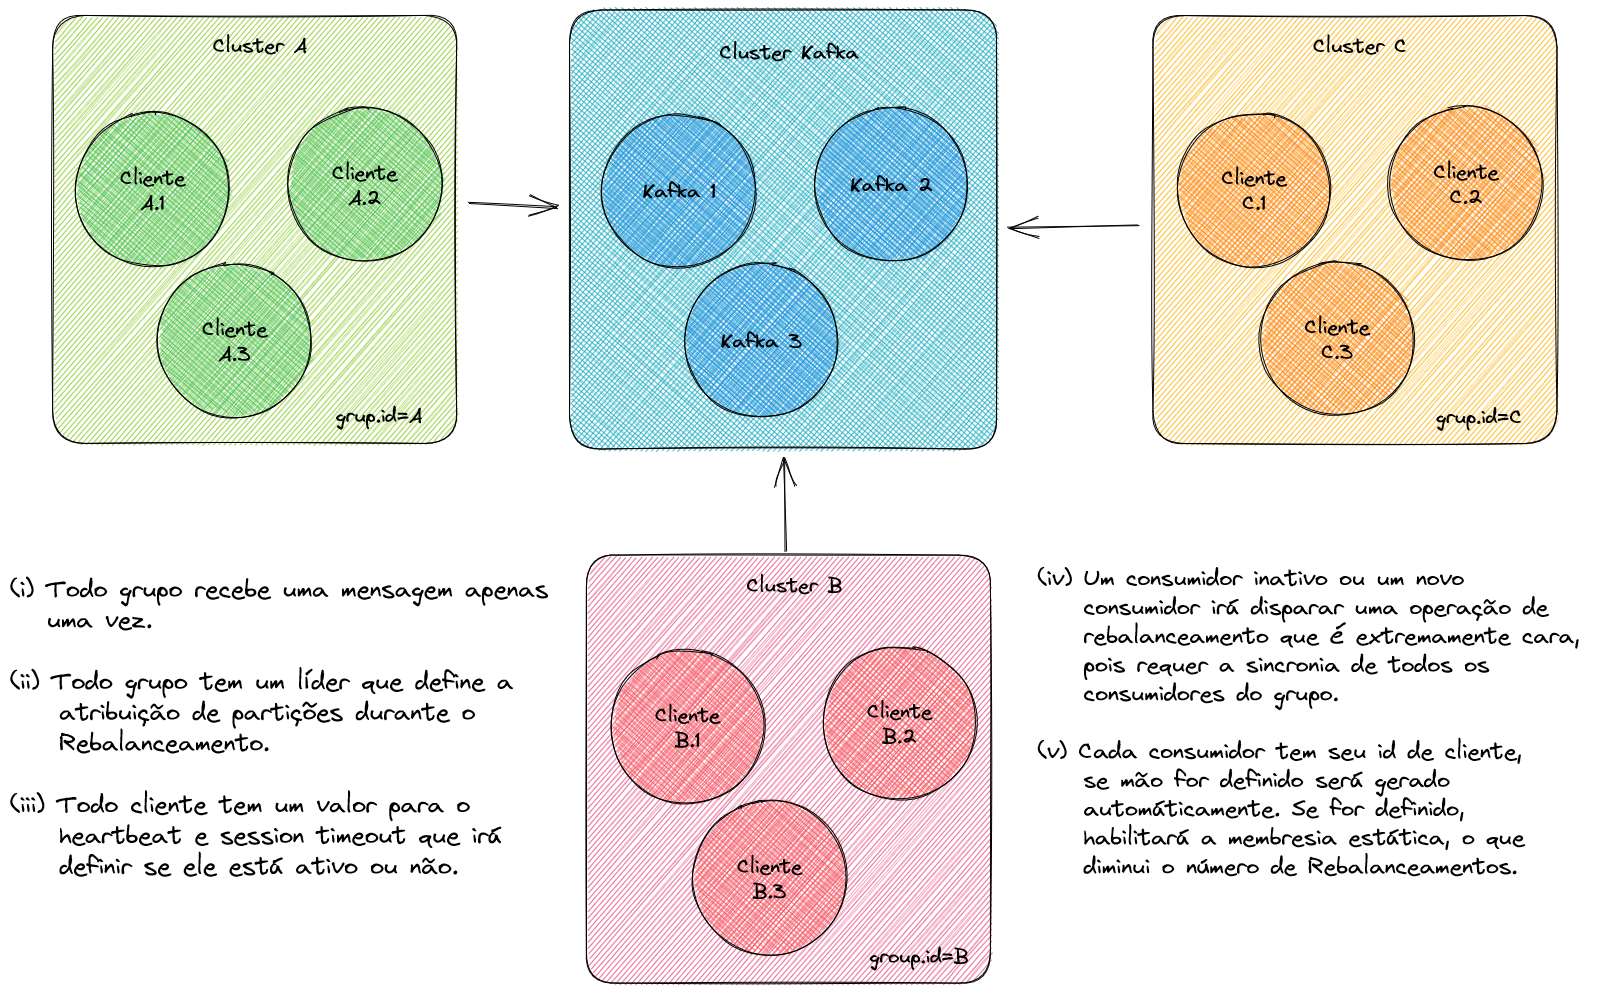 Cluster A
Cliente
A.1
Cliente
A.2
Cliente
A.3
grup.id=A
Cluster Kafka
Kafka 1
Kafka 2
Kafka 3
Cluster C
Cliente
C.1
Cliente
C.2
Cliente
C.3
grup.id=C
(i) Todo grupo recebe uma mensagem apenas
uma vez.
(ii) Todo grupo tem um líder que define a
atribuição de partições durante o
Rebalanceamento.
(iii) Todo cliente tem um valor para o
heartbeat e session timeout que irá
definir se ele está ativo ou não.
Cluster B
Cliente
B.1
Cliente
B.2
Cliente
B.3
group.id=B
(iv) Um consumidor inativo ou um novo
consumidor irá disparar uma operação de
rebalanceamento que é extremamente cara,
pois requer a sincronia de todos os
consumidores do grupo.
(v) Cada consumidor tem seu id de cliente,
se mão for definido será gerado
automáticamente. Se for definido,
habilitará a membresia estática, o que
diminui o número de Rebalanceamentos.